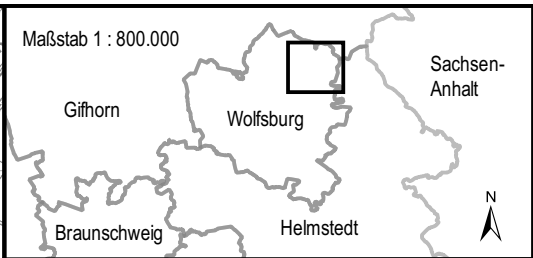 Maßstab 1 : 800.000
Sachsen-
Anhalt
Gifhorn
Wolfsburg
N
Braunschweig
Helmstedt